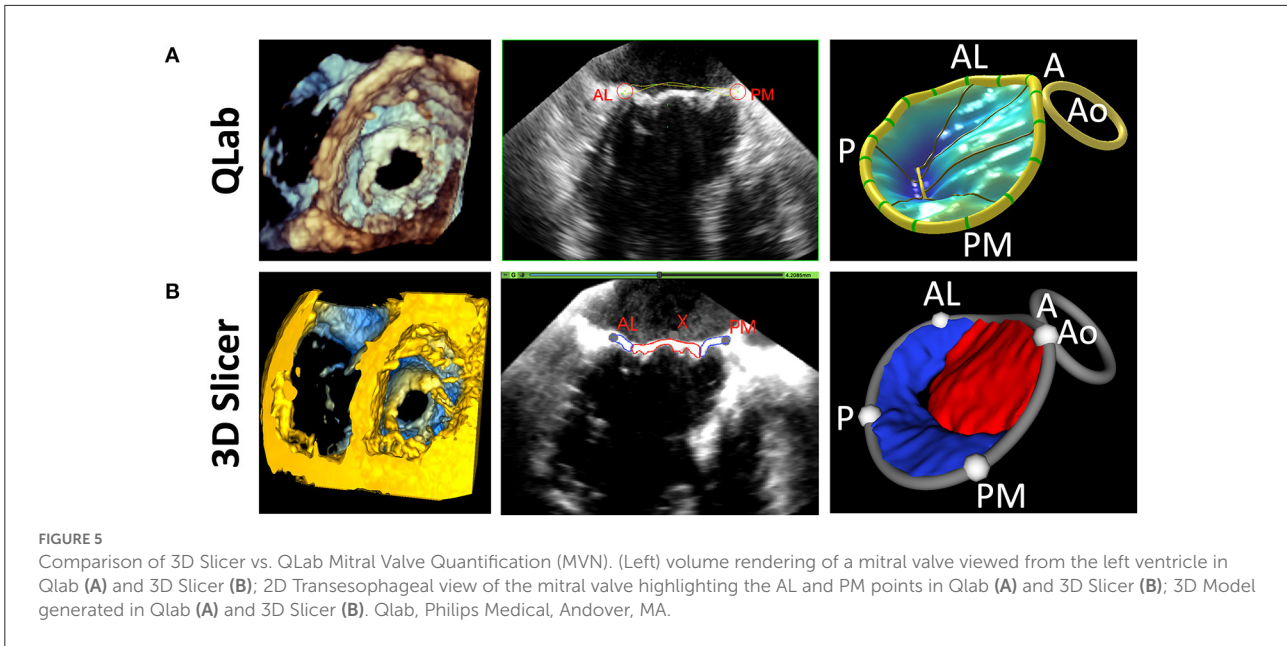 A
QLab
AL
PM
AL
A
Ao
P
PM
B
3D Slicer
G
4.2085mm
AL
X
PM
AL
A
Ao
P
PM
FIGURE 5
Comparison of 3D Slicer vs. QLab Mitral Valve Quantification (MVN). (Left) volume rendering of a mitral valve viewed from the left ventricle in
Qlab (A) and 3D Slicer (B); 2D Transesophageal view of the mitral valve highlighting the AL and PM points in Qlab (A) and 3D Slicer (B); 3D Model
generated in Qlab (A) and 3D Slicer (B). Qlab, Philips Medical, Andover, MA.